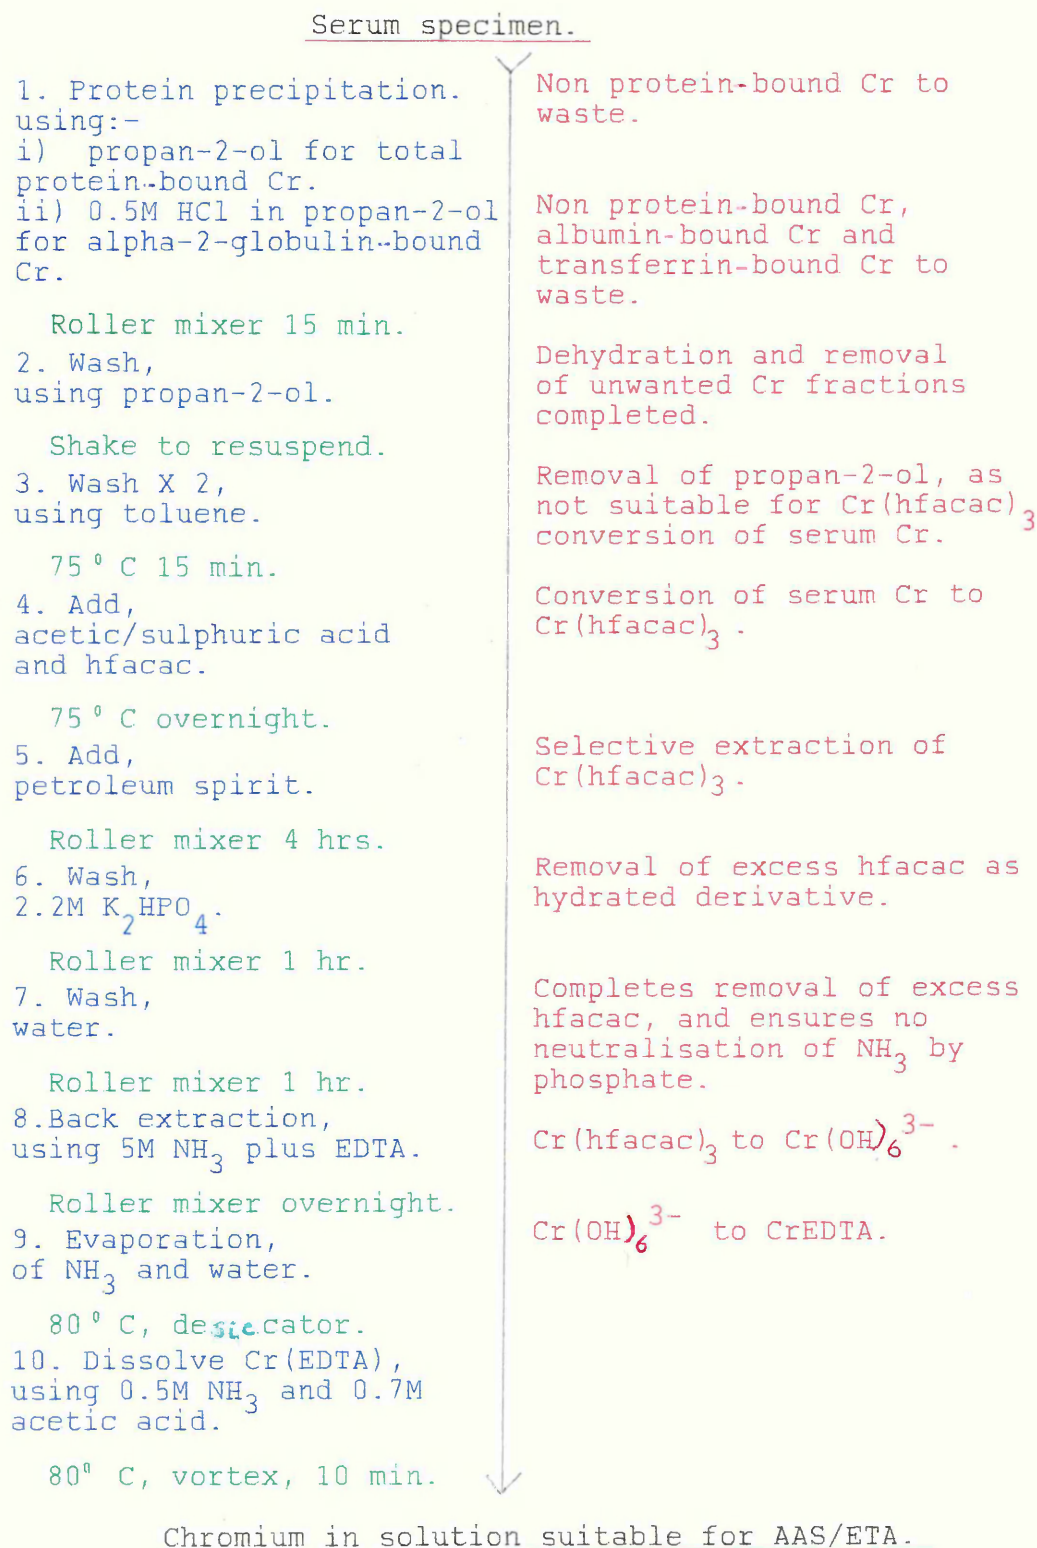 Serum specimen.
1. Protein precipitation.
using:-
i) propan-2-ol for total
protein-bound Cr.
ii) 0.5M HCl in propan-2-ol
for alpha-2-globulin-bound
Cr.
Roller mixer 15 min.
2. Wash,
using propan-2-ol.
Shake to resuspend.
3. Wash X 2,
using toluene.
75° C 15 min.
4. Add,
acetic/sulphuric acid
and hfacac.
75° C overnight.
5. Add,
petroleum spirit.
Roller mixer 4 hrs.
6. Wash,
2.2M K₂HPO₄.
Roller mixer 1 hr.
7. Wash,
water.
Roller mixer 1 hr.
8.Back extraction,
using 5M NH₃ plus EDTA.
Roller mixer overnight.
9. Evaporation,
of NH₃ and water.
80° C, desiccator.
10. Dissolve Cr(EDTA),
using 0.5M NH₃ and 0.7M
acetic acid.
80° C, vortex, 10 min.
Non protein-bound Cr to
waste.
Non protein-bound Cr,
albumin-bound Cr and
transferrin-bound Cr to
waste.
Dehydration and removal
of unwanted Cr fractions
completed.
Removal of propan-2-ol, as
not suitable for Cr(hfacac)₃
conversion of serum Cr.
Conversion of serum Cr to
Cr(hfacac)₃ .
Selective extraction of
Cr(hfacac)₃.
Removal of excess hfacac as
hydrated derivative.
Completes removal of excess
hfacac, and ensures no
neutralisation of NH₃ by
phosphate.
Cr(hfacac)₃ to Cr(OH)₆³⁻ .
Cr(OH)₆³⁻ to CrEDTA.
Chromium in solution suitable for AAS/ETA.